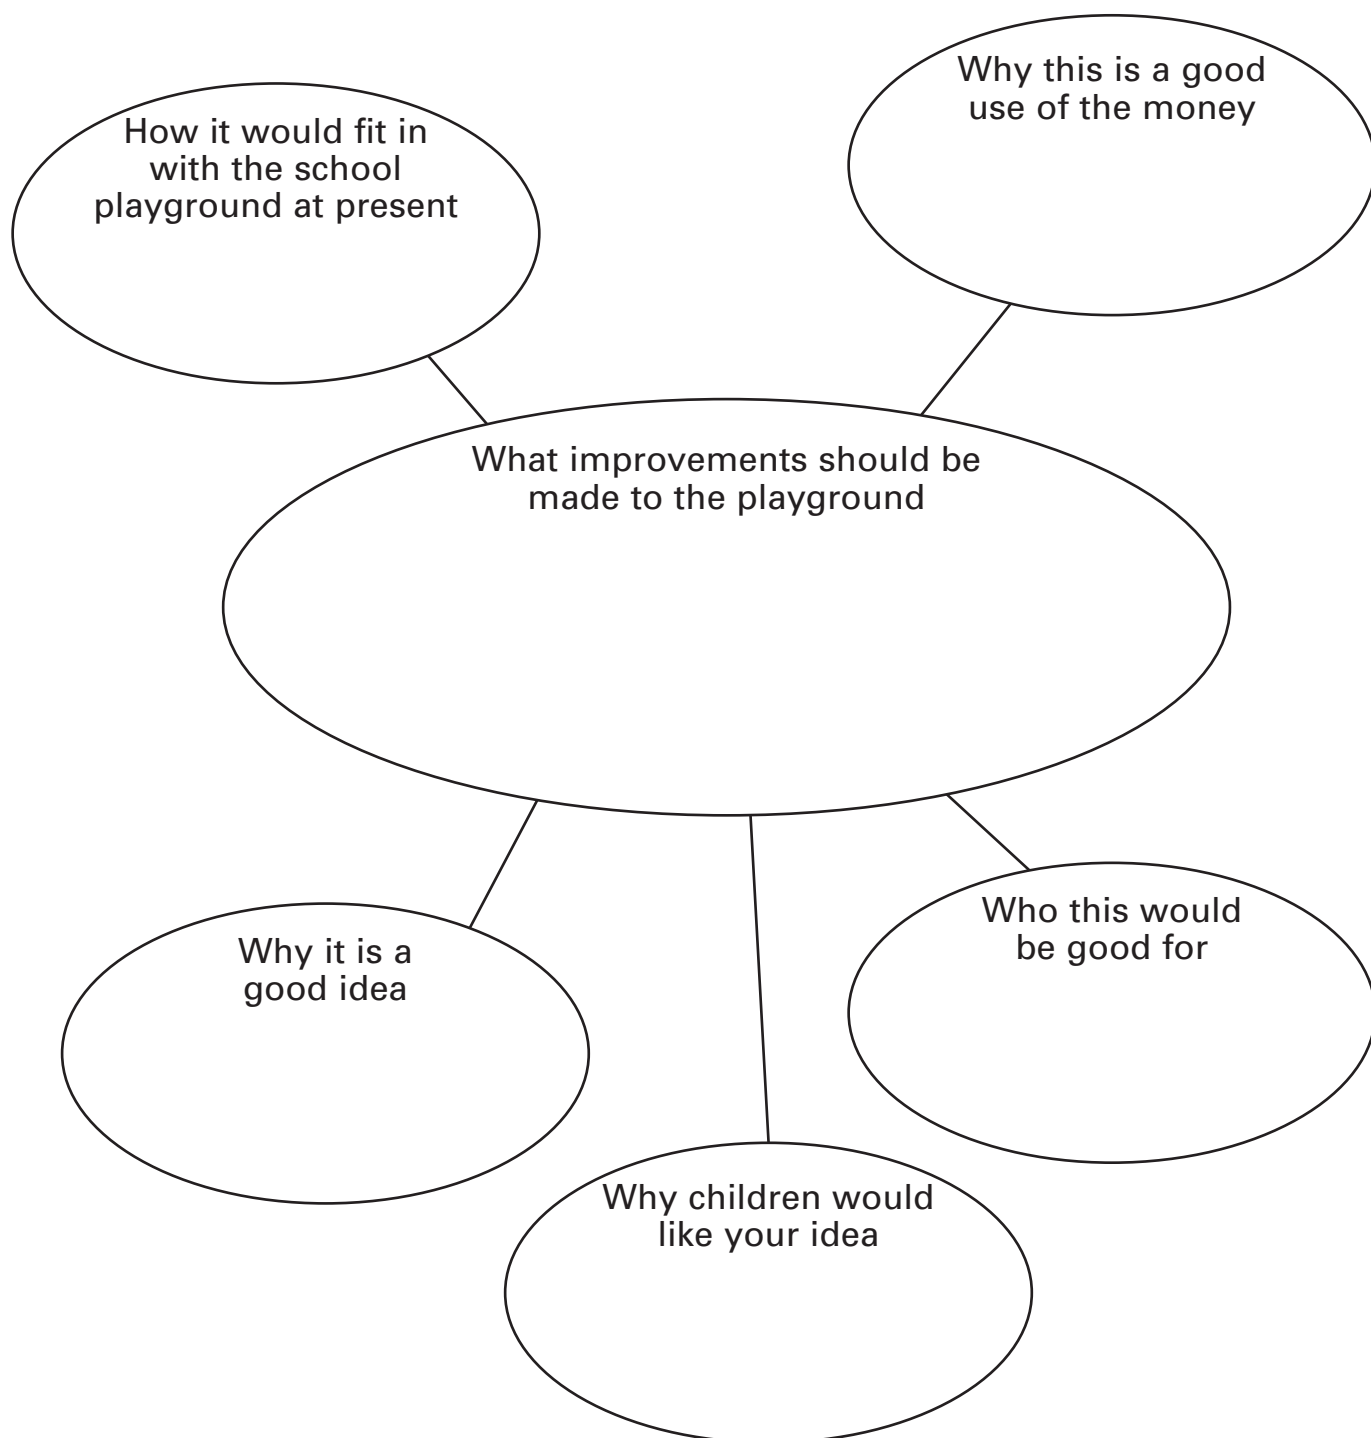 How it would fit in
with the school
playground at present
Why this is a good
use of the money
What improvements should be
made to the playground
Why it is a
good idea
Who this would
be good for
Why children would
like your idea